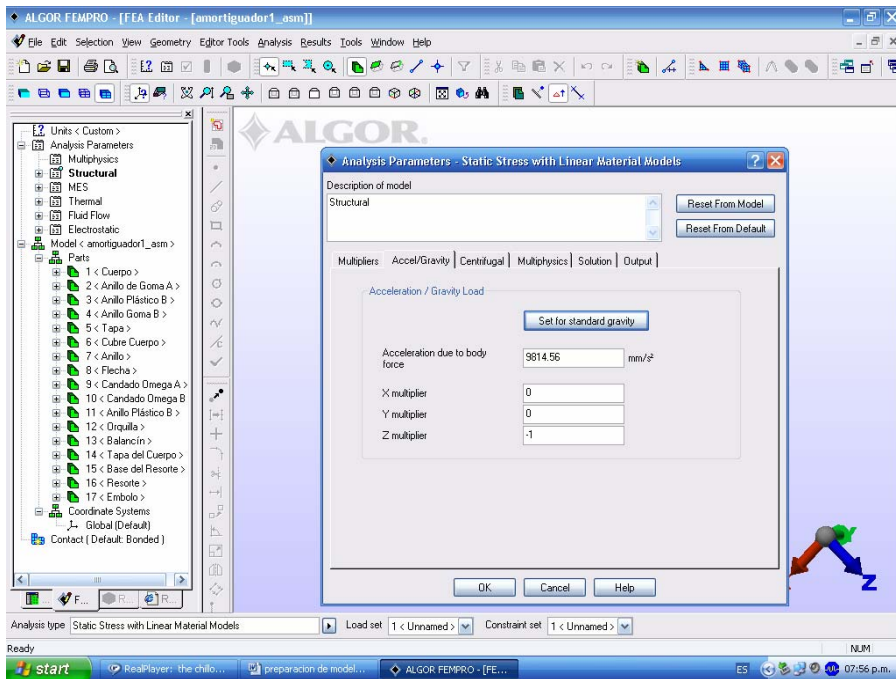 ALGOR FEMPRO - [FEA Editor - [amortiguador1_asm]]
File Edit Selection View Geometry Editor Tools Analysis Results Tools Window Help
ALGOR.
Units < Custom >
Analysis Parameters
Multiphysics
Structural
MES
Thermal
Fluid Flow
Electrostatic
Model < amortiguador1_asm >
Parts
1 < Cuerpo >
2 < Anillo de Goma A >
3 < Anillo Plástico B >
4 < Anillo Goma B >
5 < Tapa >
6 < Cubre Cuerpo >
7 < Anillo >
8 < Flecha >
9 < Candado Omega A >
10 < Candado Omega B
11 < Anillo Plástico B >
12 < Orquilla >
13 < Balancín >
14 < Tapa del Cuerpo >
15 < Base del Resorte >
16 < Resorte >
17 < Embolo >
Coordinate Systems
Global (Default)
Contact ( Default: Bonded )
F...
R...
R...
Analysis Parameters - Static Stress with Linear Material Models
Description of model
Structural
Reset From Model
Reset From Default
Multipliers Accel/Gravity Centrifugal Multiphysics Solution Output
Acceleration / Gravity Load
Set for standard gravity
Acceleration due to body force 9814.56 mm/s²
X multiplier 0
Y multiplier 0
Z multiplier -1
OK Cancel Help
Y
Z
Analysis type Static Stress with Linear Material Models Load set 1 < Unnamed > Constraint set 1 < Unnamed >
Ready NUM
start RealPlayer: the chillo... preparacion de model... ALGOR FEMPRO - [FE... ES 07:56 p.m.